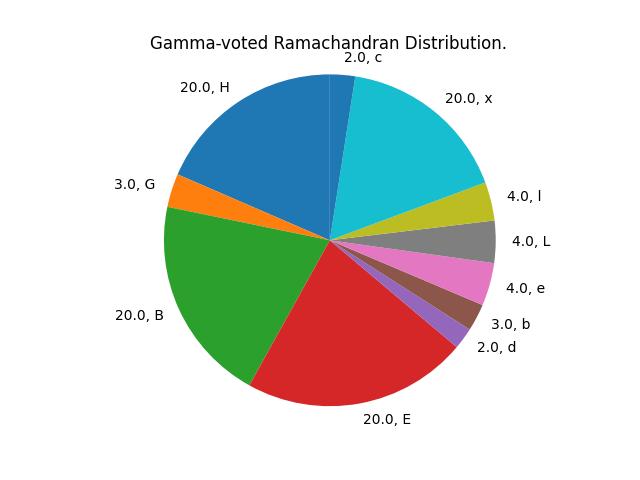 Gamma-voted Ramachandran Distribution.
2.0, c
20.0, H
20.0, x
3.0, G
4.0, l
4.0, L
4.0, e
20.0, B
3.0, b
2.0, d
20.0, E